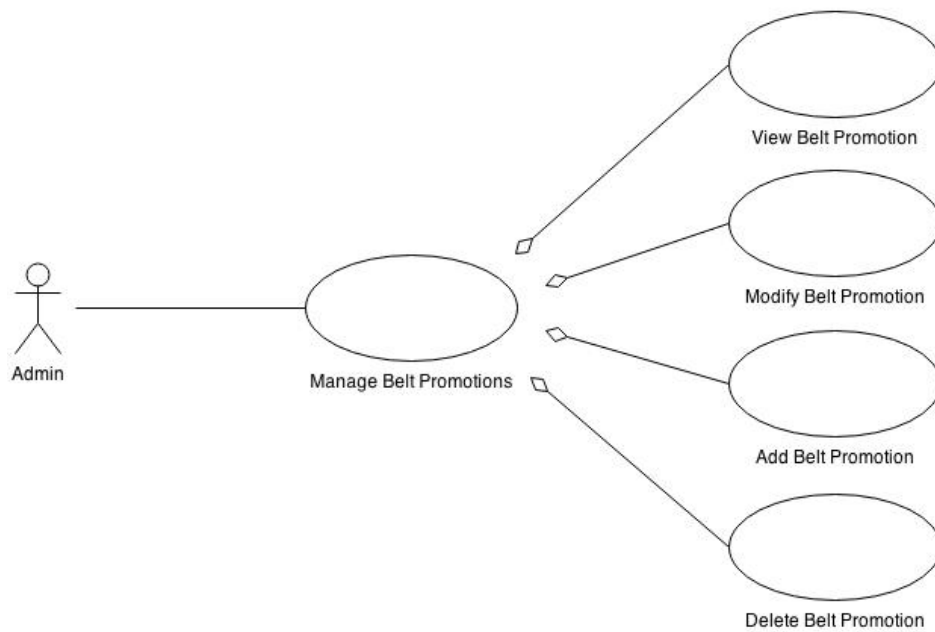 View Belt Promotion
Modify Belt Promotion
Admin
Manage Belt Promotions
Add Belt Promotion
Delete Belt Promotion